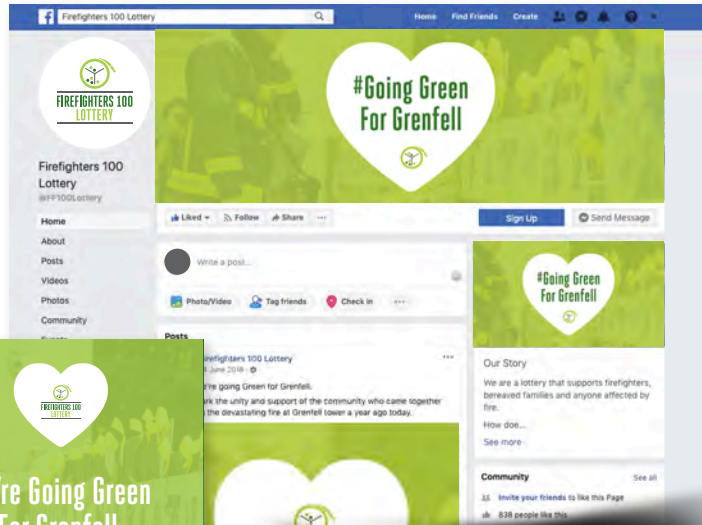 Firefighters 100 Lottery
Home Find Friends Create
FIREFIGHTERS 100
LOTTERY
#Going Green
For Grenfell
Firefighters 100
Lottery
@FF100Lottery
Home
About
Posts
Videos
Photos
Community
Events
Liked Follow Share ...
Sign Up Send Message
Write a post...
Photo/Video Tag friends Check in ...
Posts
Firefighters 100 Lottery
June 2018
going Green for Grenfell.
the unity and support of the community who came together
the devastating fire at Grenfell tower a year ago today.
#Going Green
For Grenfell
Our Story
We are a lottery that supports firefighters,
bereaved families and anyone affected by
fire.
How doe...
See more
Community See all
Invite your friends to like this Page
838 people like this
FIREFIGHTERS 100
LOTTERY
're Going Green
For Grenfell